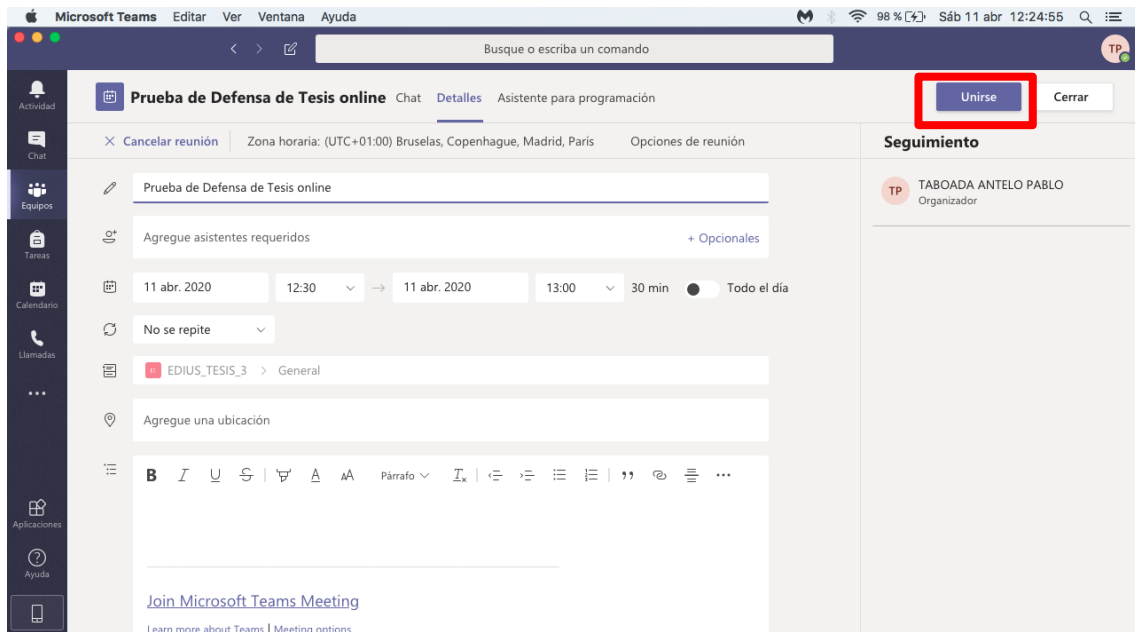 Microsoft Teams Editar Ver Ventana Ayuda 98 % Sáb 11 abr 12:24:55
Busque o escriba un comando TP
Actividad
Chat
Equipos
Tareas
Calendario
Llamadas
Aplicaciones
Ayuda
Prueba de Defensa de Tesis online Chat Detalles Asistente para programación Unirse Cerrar
Cancelar reunión Zona horaria: (UTC+01:00) Bruselas, Copenhague, Madrid, París Opciones de reunión
Prueba de Defensa de Tesis online
Agregue asistentes requeridos + Opcionales
11 abr. 2020 12:30 → 11 abr. 2020 13:00 30 min Todo el día
No se repite
EDIUS_TESIS_3 > General
Agregue una ubicación
B I U S A AA Párrafo Ix
Join Microsoft Teams Meeting
Learn more about Teams | Meeting options
Seguimiento
TP TABOADA ANTELO PABLO
Organizador